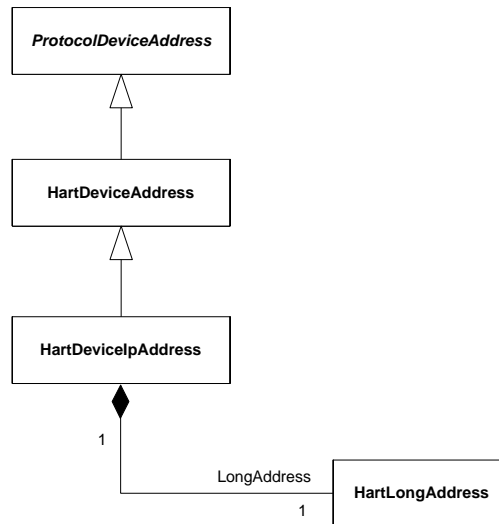 ProtocolDeviceAddress
HartDeviceAddress
HartDeviceIpAddress
1
LongAddress
1
HartLongAddress